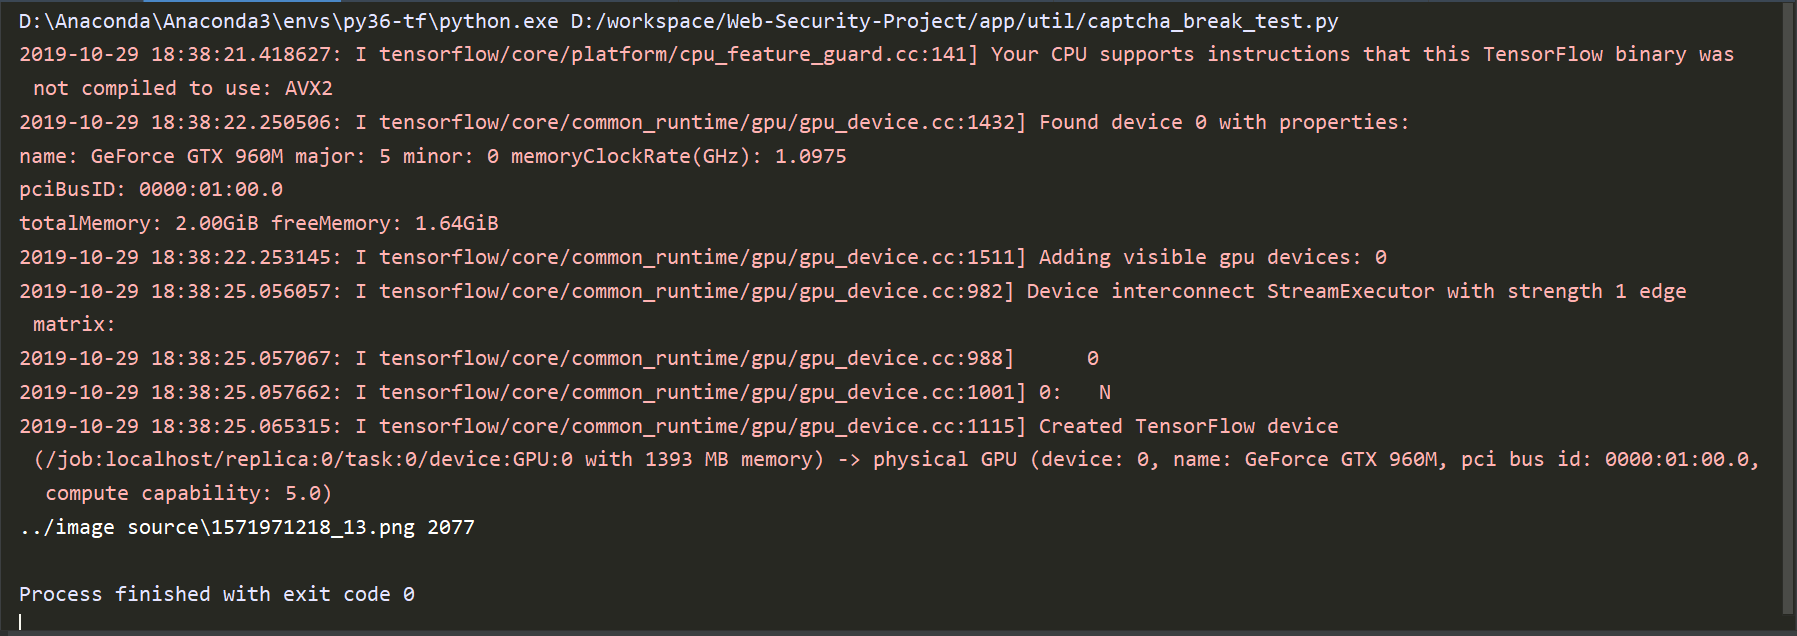 D:\Anaconda\Anaconda3\envs\py36-tf\python.exe D:/workspace/Web-Security-Project/app/util/captcha_break_test.py
2019-10-29 18:38:21.418627: I tensorflow/core/platform/cpu_feature_guard.cc:141] Your CPU supports instructions that this TensorFlow binary was
not compiled to use: AVX2
2019-10-29 18:38:22.250506: I tensorflow/core/common_runtime/gpu/gpu_device.cc:1432] Found device 0 with properties:
name: GeForce GTX 960M major: 5 minor: 0 memoryClockRate(GHz): 1.0975
pciBusID: 0000:01:00.0
totalMemory: 2.00GiB freeMemory: 1.64GiB
2019-10-29 18:38:22.253145: I tensorflow/core/common_runtime/gpu/gpu_device.cc:1511] Adding visible gpu devices: 0
2019-10-29 18:38:25.056057: I tensorflow/core/common_runtime/gpu/gpu_device.cc:982] Device interconnect StreamExecutor with strength 1 edge
matrix:
2019-10-29 18:38:25.057067: I tensorflow/core/common_runtime/gpu/gpu_device.cc:988]      0
2019-10-29 18:38:25.057662: I tensorflow/core/common_runtime/gpu/gpu_device.cc:1001] 0:   N
2019-10-29 18:38:25.065315: I tensorflow/core/common_runtime/gpu/gpu_device.cc:1115] Created TensorFlow device
(/job:localhost/replica:0/task:0/device:GPU:0 with 1393 MB memory) -> physical GPU (device: 0, name: GeForce GTX 960M, pci bus id: 0000:01:00.0,
compute capability: 5.0)
../image source\1571971218_13.png 2077
Process finished with exit code 0